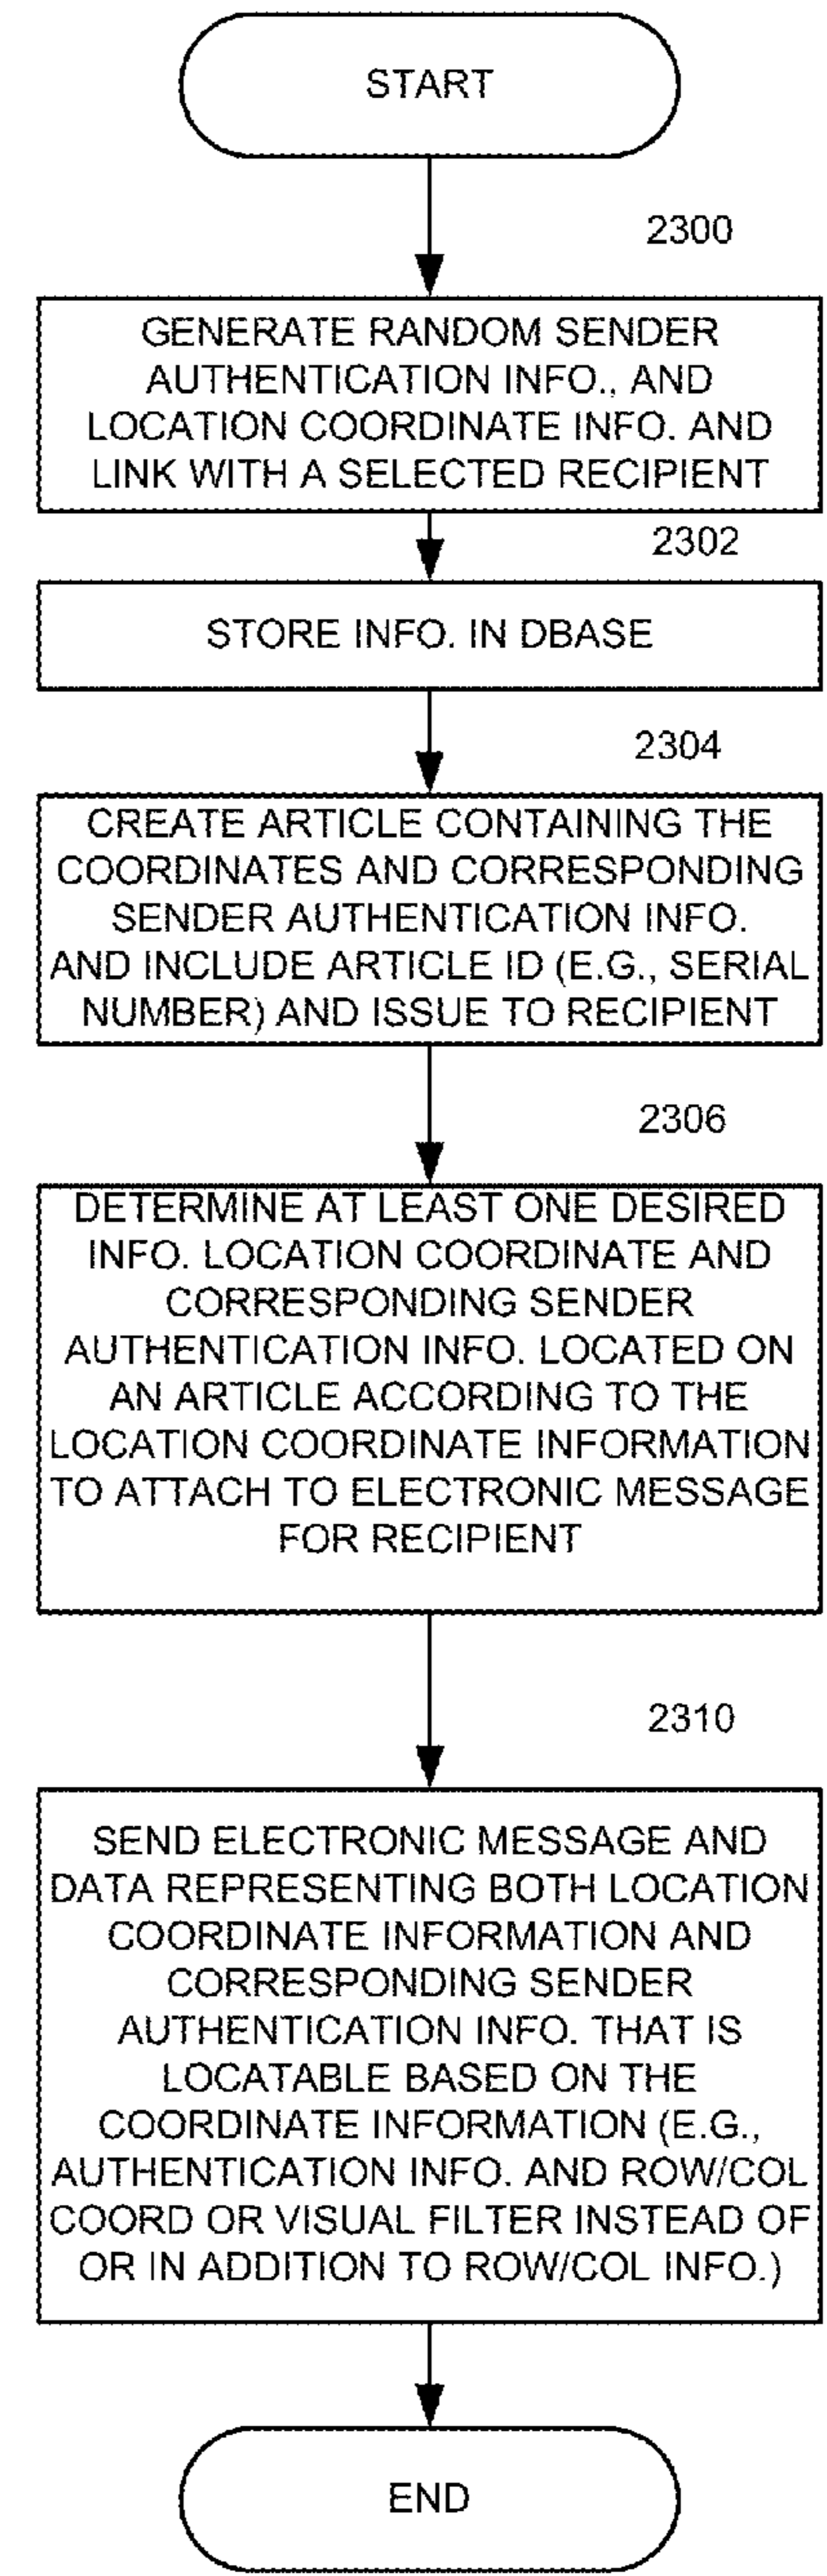 START
2300
GENERATE RANDOM SENDER
AUTHENTICATION INFO., AND
LOCATION COORDINATE INFO. AND
LINK WITH A SELECTED RECIPIENT
2302
STORE INFO. IN DBASE
2304
CREATE ARTICLE CONTAINING THE
COORDINATES AND CORRESPONDING
SENDER AUTHENTICATION INFO.
AND INCLUDE ARTICLE ID (E.G., SERIAL
NUMBER) AND ISSUE TO RECIPIENT
2306
DETERMINE AT LEAST ONE DESIRED
INFO. LOCATION COORDINATE AND
CORRESPONDING SENDER
AUTHENTICATION INFO. LOCATED ON
AN ARTICLE ACCORDING TO THE
LOCATION COORDINATE INFORMATION
TO ATTACH TO ELECTRONIC MESSAGE
FOR RECIPIENT
2310
SEND ELECTRONIC MESSAGE AND
DATA REPRESENTING BOTH LOCATION
COORDINATE INFORMATION AND
CORRESPONDING SENDER
AUTHENTICATION INFO. THAT IS
LOCATABLE BASED ON THE
COORDINATE INFORMATION (E.G.,
AUTHENTICATION INFO. AND ROW/COL
COORD OR VISUAL FILTER INSTEAD OF
OR IN ADDITION TO ROW/COL INFO.)
END